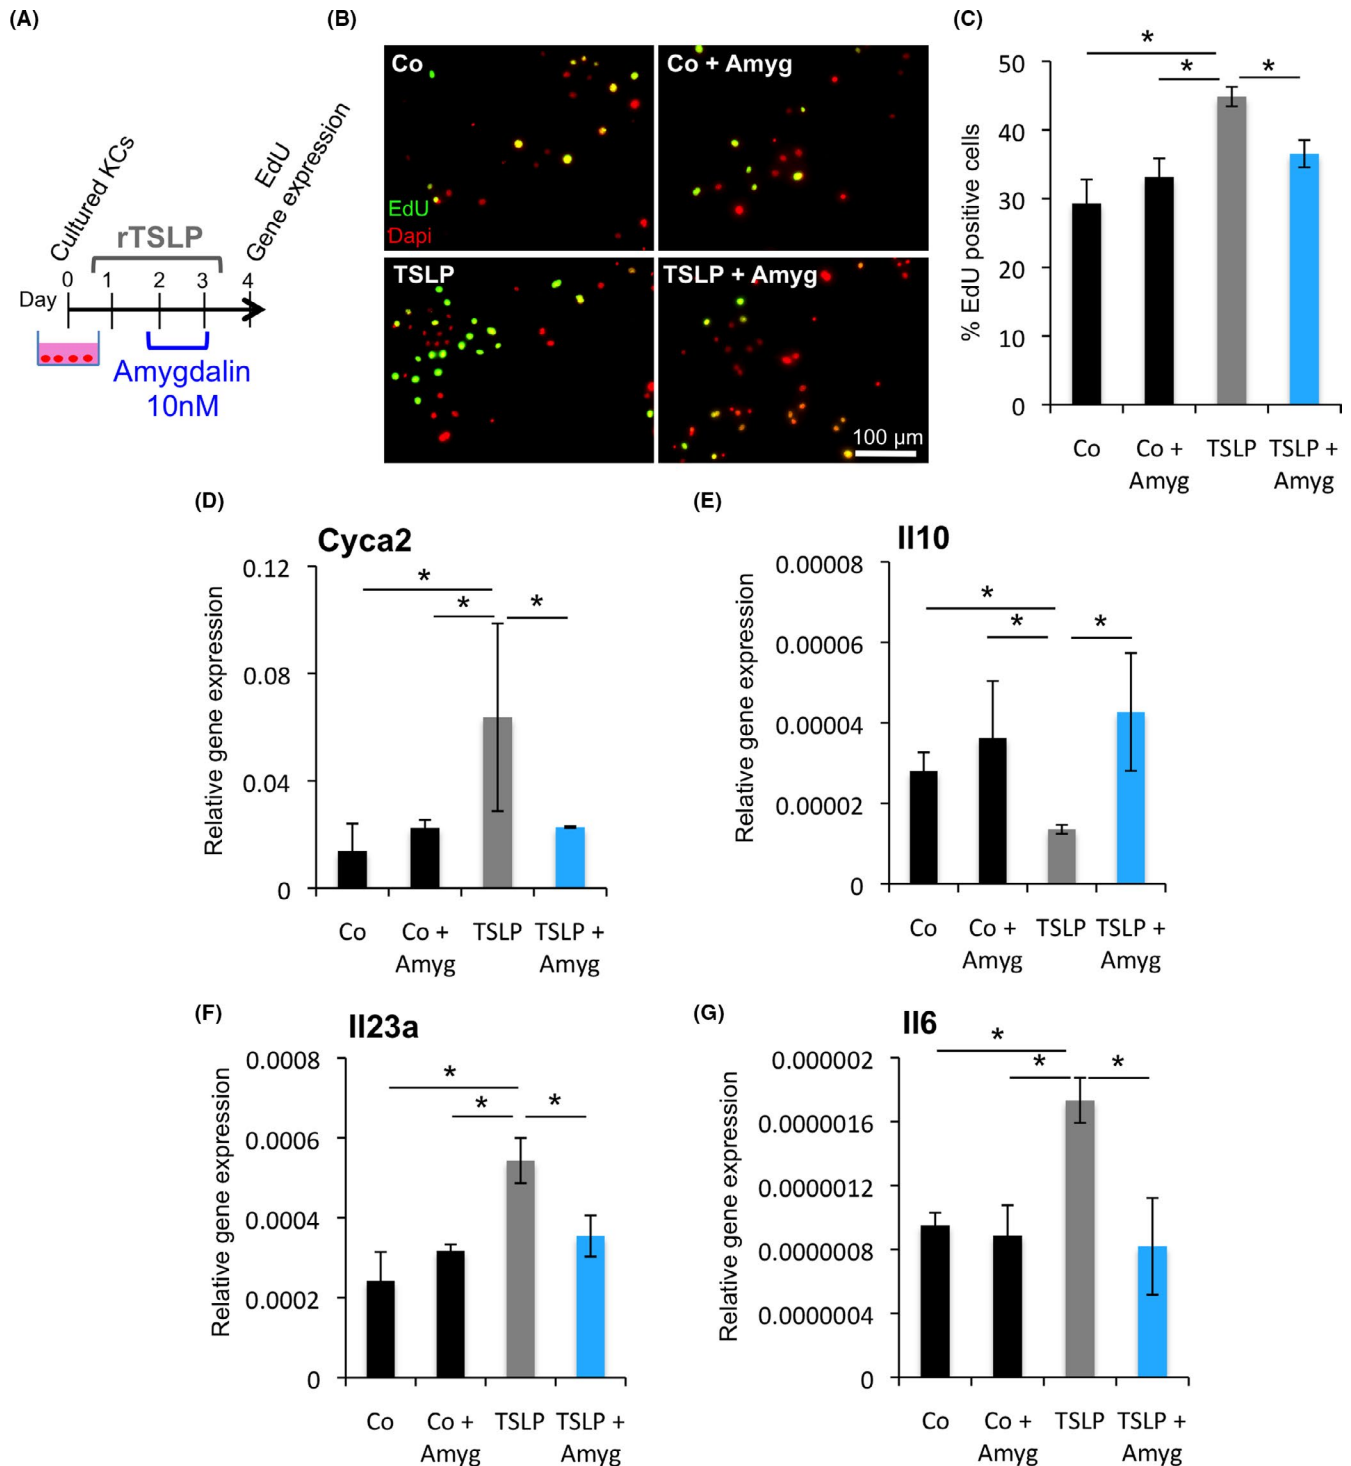 (A)
Cultured KCs
EdU
Gene expression
rTSLP
Day
0
1
2
3
4
Amygdalin
10nM
(B)
Co
EdU
Dapi
Co + Amyg
TSLP
TSLP + Amyg
100 µm
(C)
% EdU positive cells
50
40
30
20
10
0
*
*
*
Co
Co +
Amyg
TSLP
TSLP +
Amyg
(D)
Cyca2
Relative gene expression
0.12
0.08
0.04
0
*
*
*
Co
Co +
Amyg
TSLP
TSLP +
Amyg
(E)
Il10
Relative gene expression
0.00008
0.00006
0.00004
0.00002
0
*
*
*
Co
Co +
Amyg
TSLP
TSLP +
Amyg
(F)
Il23a
Relative gene expression
0.0008
0.0006
0.0004
0.0002
0
*
*
*
Co
Co +
Amyg
TSLP
TSLP +
Amyg
(G)
Il6
Relative gene expression
0.000002
0.0000016
0.0000012
0.0000008
0.0000004
0
*
*
*
Co
Co +
Amyg
TSLP
TSLP +
Amyg